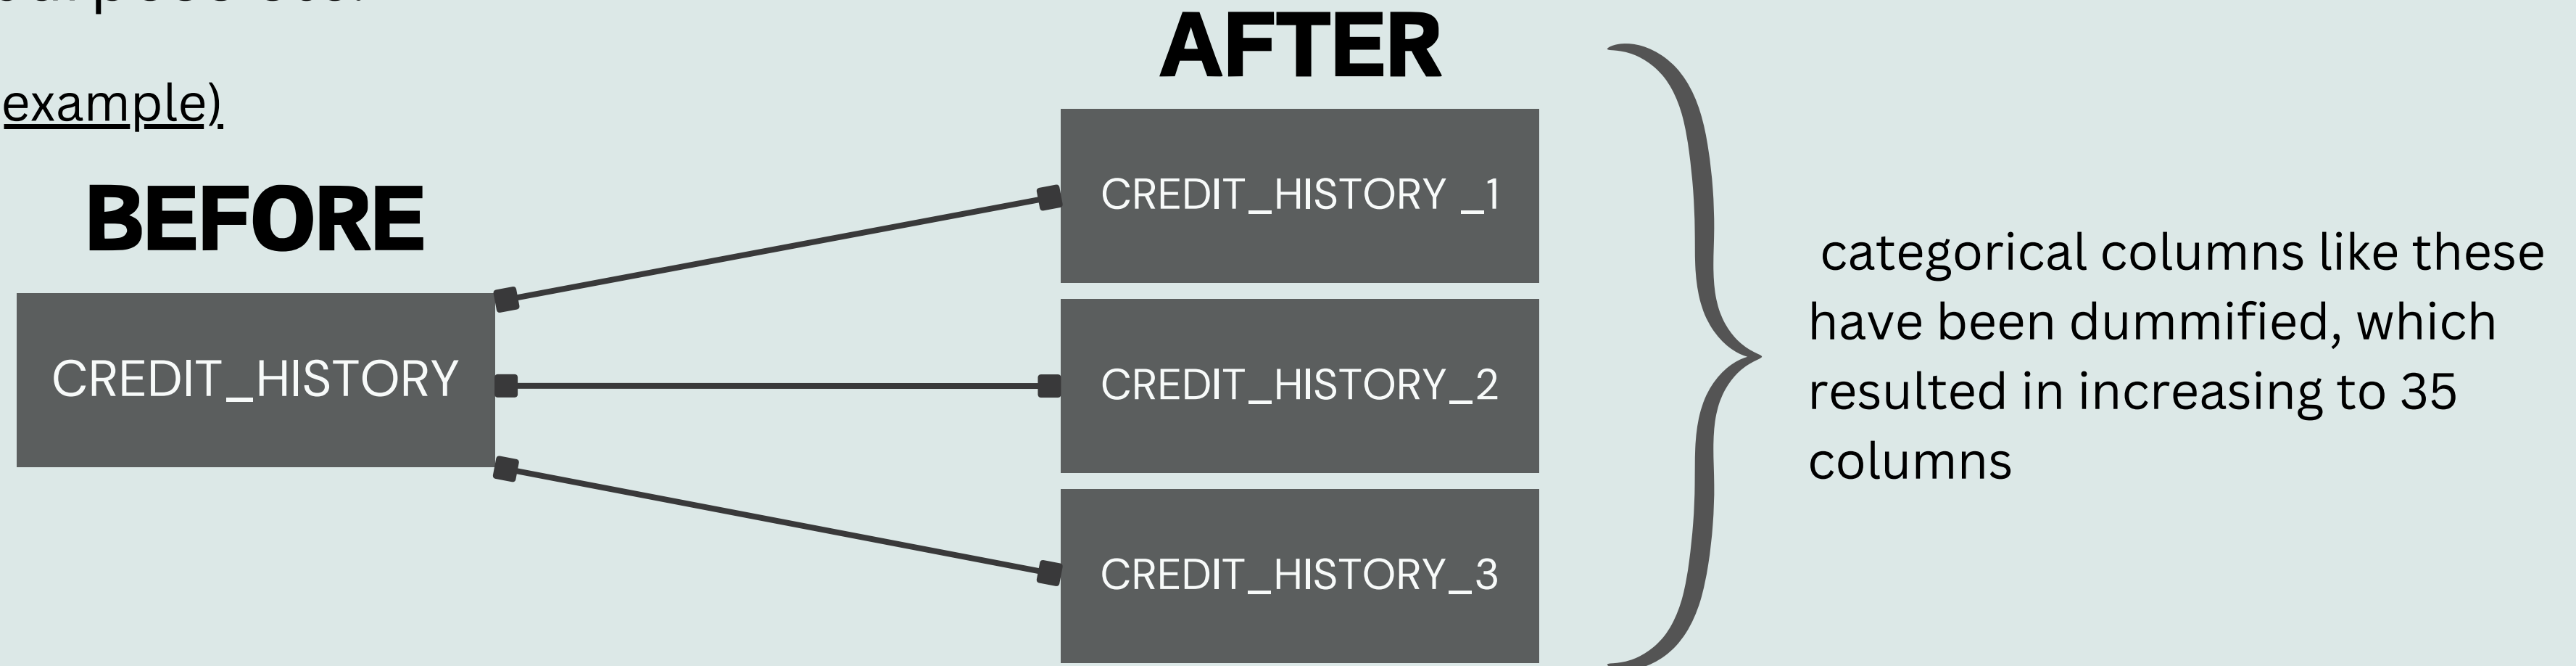 example)
BEFORE
CREDIT_HISTORY
AFTER
CREDIT_HISTORY _1
CREDIT_HISTORY_2
CREDIT_HISTORY_3
categorical columns like these
have been dummified, which
resulted in increasing to 35
columns